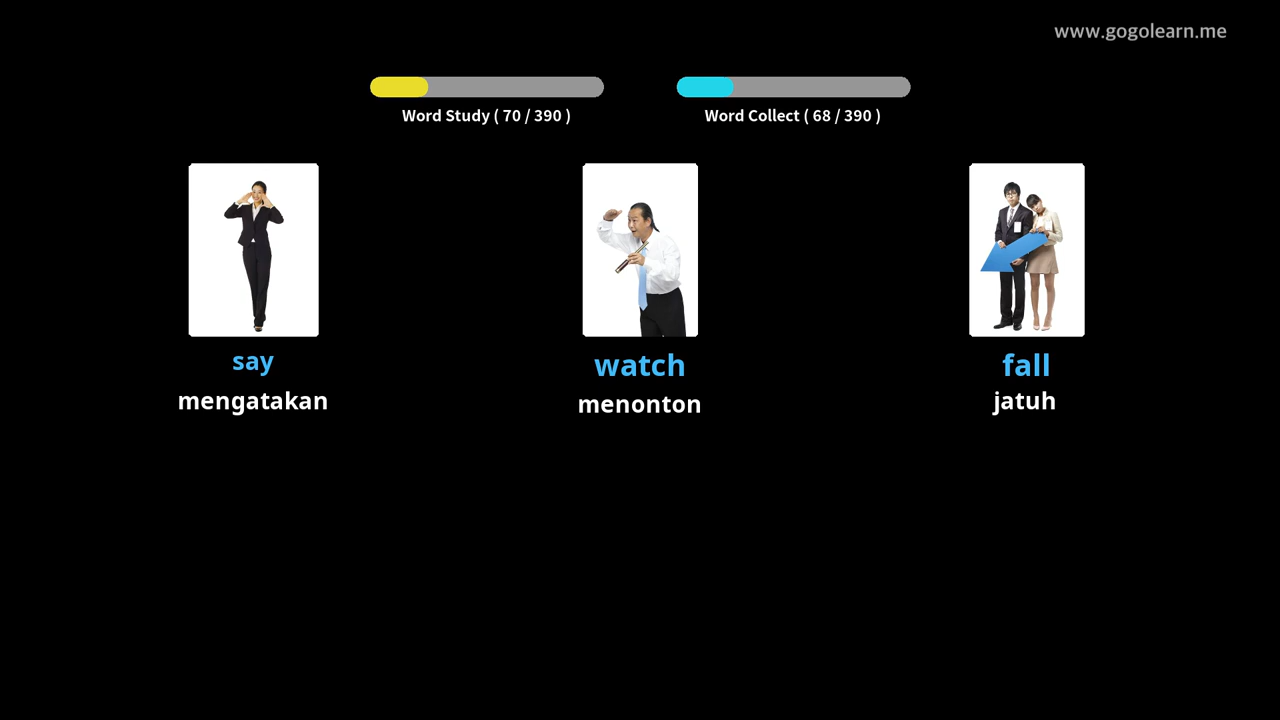 www.gogolearn.me
Word Study ( 70 / 390 )
Word Collect ( 68 / 390 )
say
mengatakan
watch
menonton
fall
jatuh